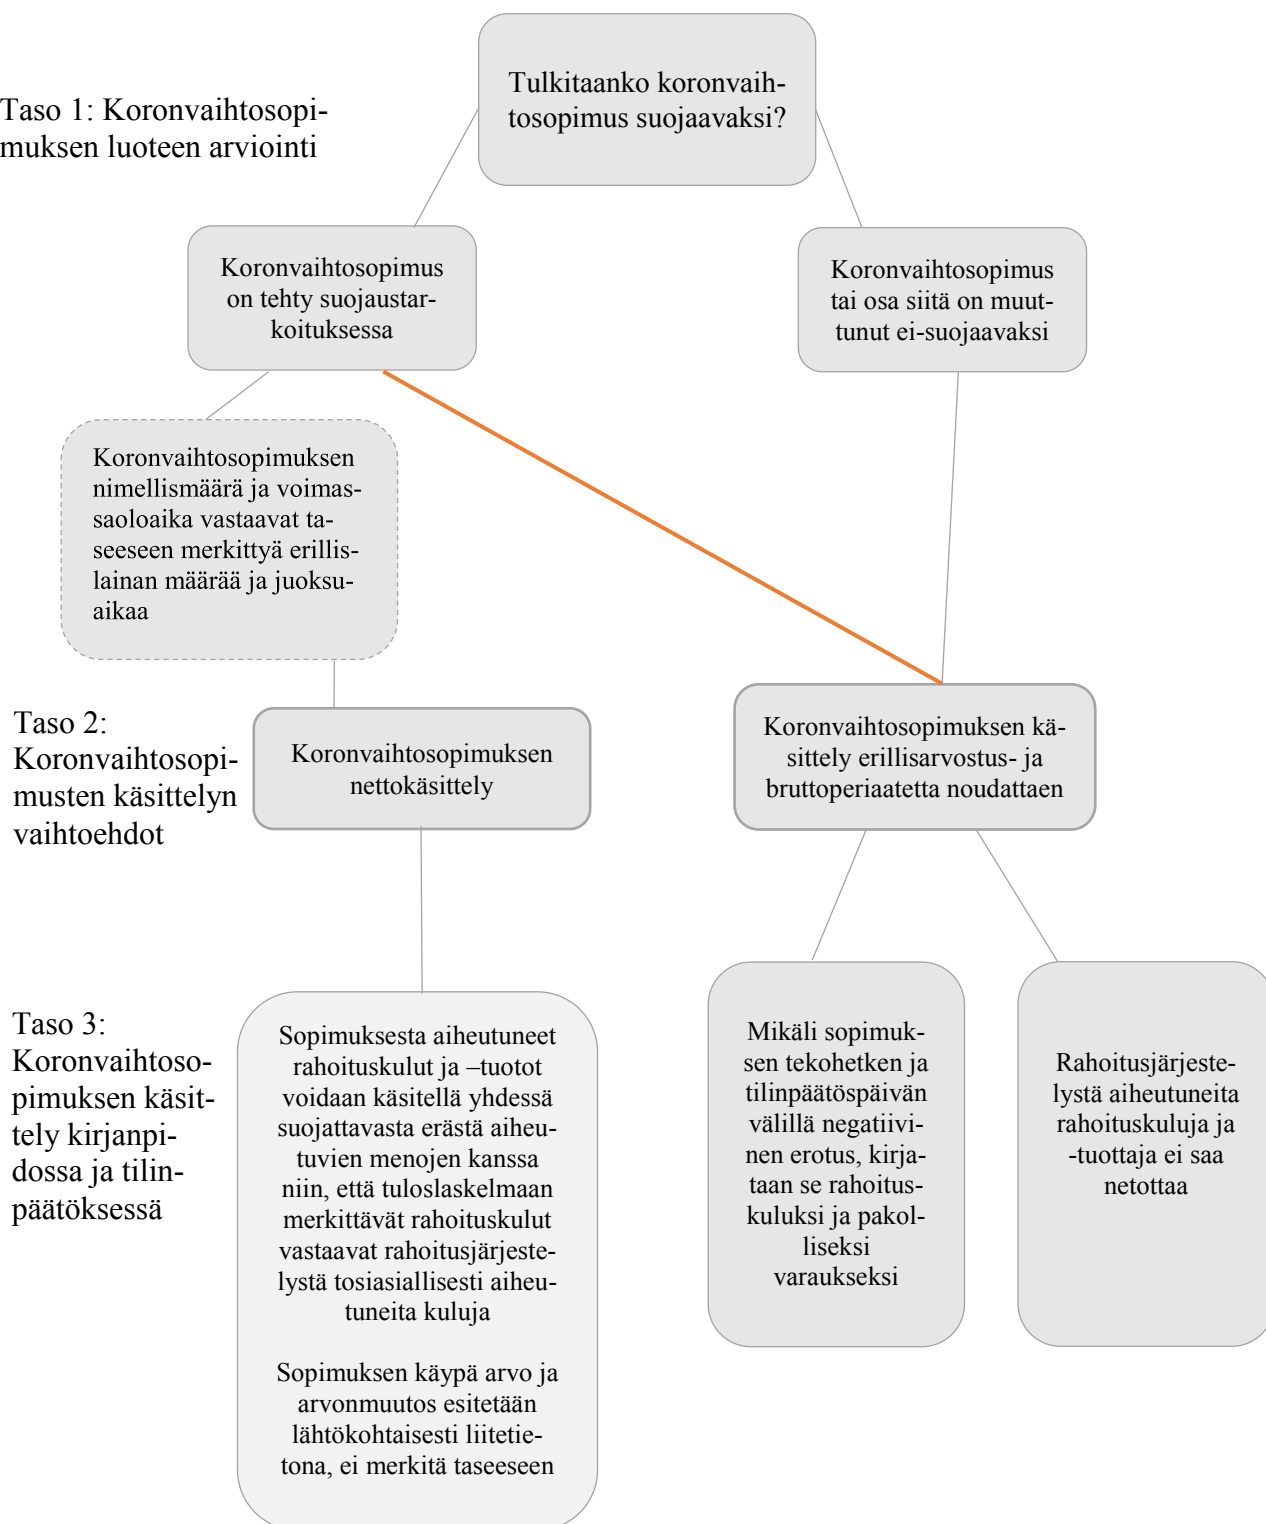 Tulkitaanko koronvaih-
tosopimus suojaavaksi?
Taso 1: Koronvaihtosopi-
muksen luoteen arviointi
Koronvaihtosopimus
on tehty suojaustar-
koituksessa
Koronvaihtosopimus
tai osa siitä on muut-
tunut ei-suojaavaksi
Koronvaihtosopimuksen
nimellismäärä ja voimas-
saoloaika vastaavat ta-
seeseen merkittyä erillis-
lainan määrää ja juoksu-
aikaa
Taso 2:
Koronvaihtosopi-
musten käsittelyn
vaihtoehdot
Koronvaihtosopimuksen
nettokäsittely
Koronvaihtosopimuksen kä-
sittely erillisarvostus- ja
bruttoperiaatetta noudattaen
Taso 3:
Koronvaihtoso-
pimuksen käsit-
tely kirjanpi-
dossa ja tilin-
päätöksessä
Sopimuksesta aiheutuneet
rahoituskulut ja –tuotot
voidaan käsitellä yhdessä
suojattavasta erästä aiheu-
tuvien menojen kanssa
niin, että tuloslaskelmaan
merkittävät rahoituskulut
vastaavat rahoitusjärjeste-
lystä tosiasiallisesti aiheu-
tuneita kuluja
Sopimuksen käypä arvo ja
arvonmuutos esitetään
lähtökohtaisesti liitetie-
tona, ei merkitä taseeseen
Mikäli sopimuk-
sen tekohetken ja
tilinpäätöspäivän
välillä negatiivi-
nen erotus, kirja-
taan se rahoitus-
kuluksi ja pakol-
liseksi
varaukseksi
Rahoitusjärjeste-
lystä aiheutuneita
rahoituskuluja ja
-tuottaja ei saa
netottaa